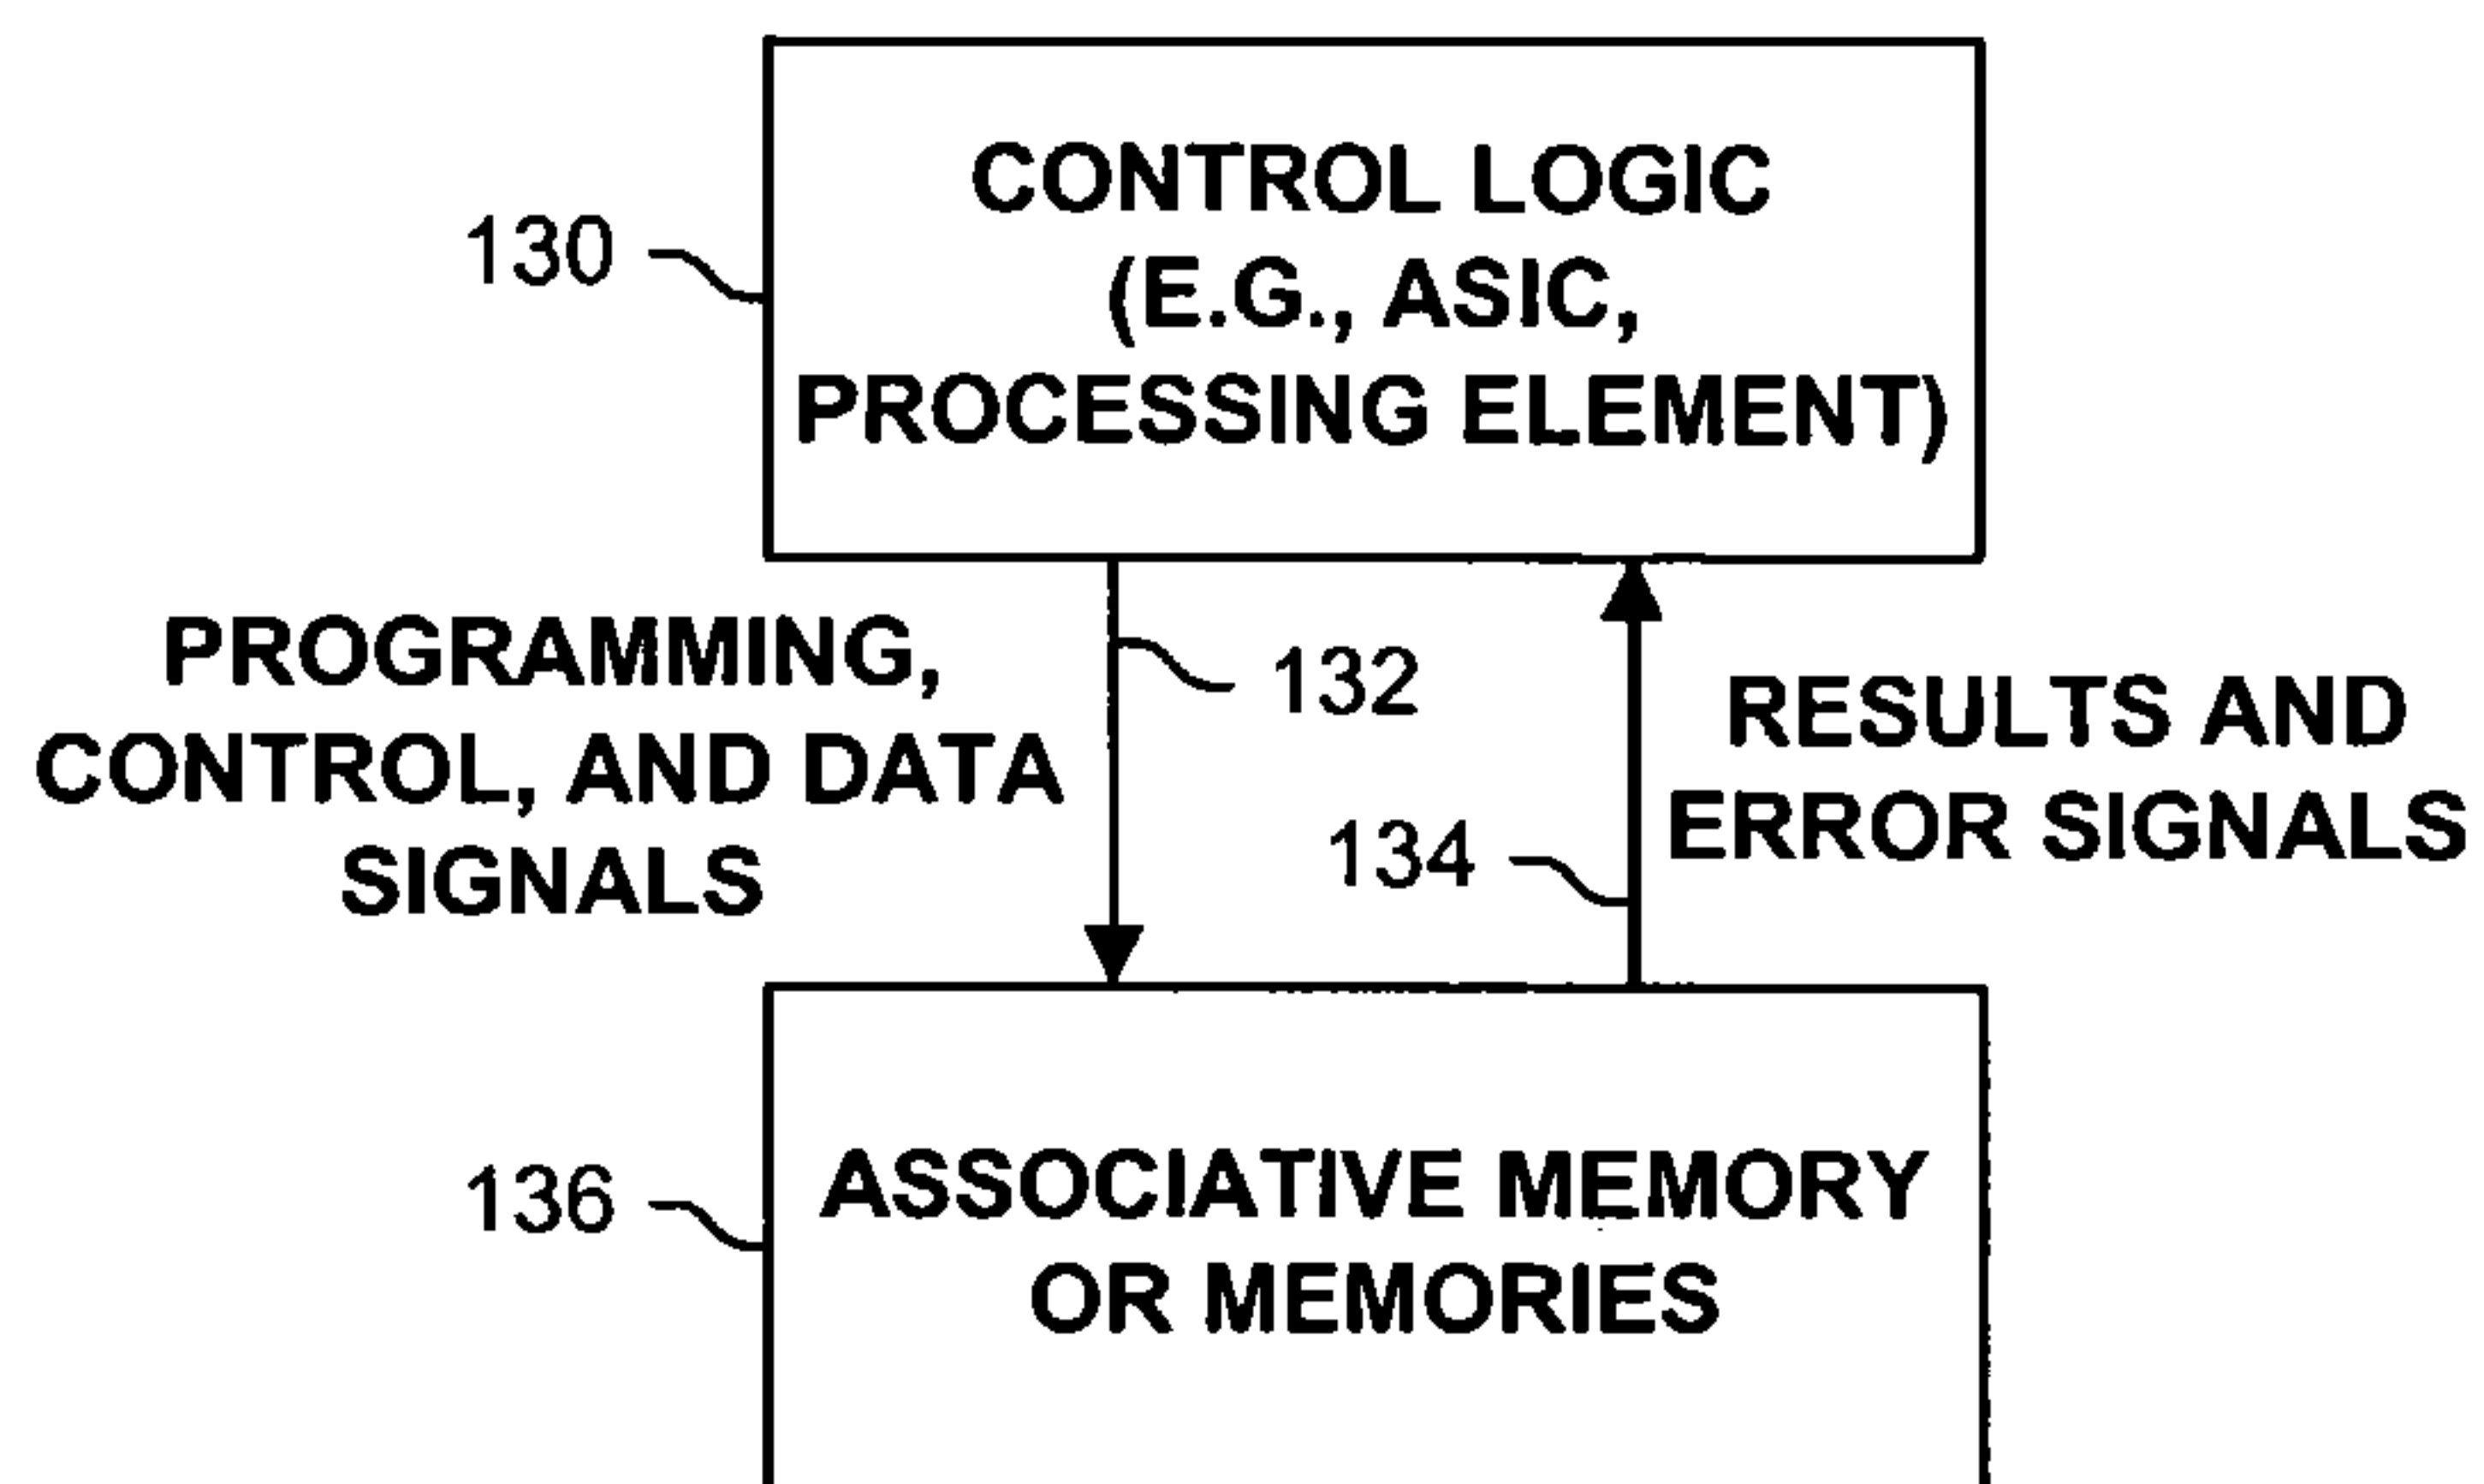 CONTROL LOGIC
(E.G., ASIC,
PROCESSING ELEMENT)
130
PROGRAMMING,
CONTROL, AND DATA
SIGNALS
132
134
RESULTS AND
ERROR SIGNALS
136
ASSOCIATIVE MEMORY
OR MEMORIES